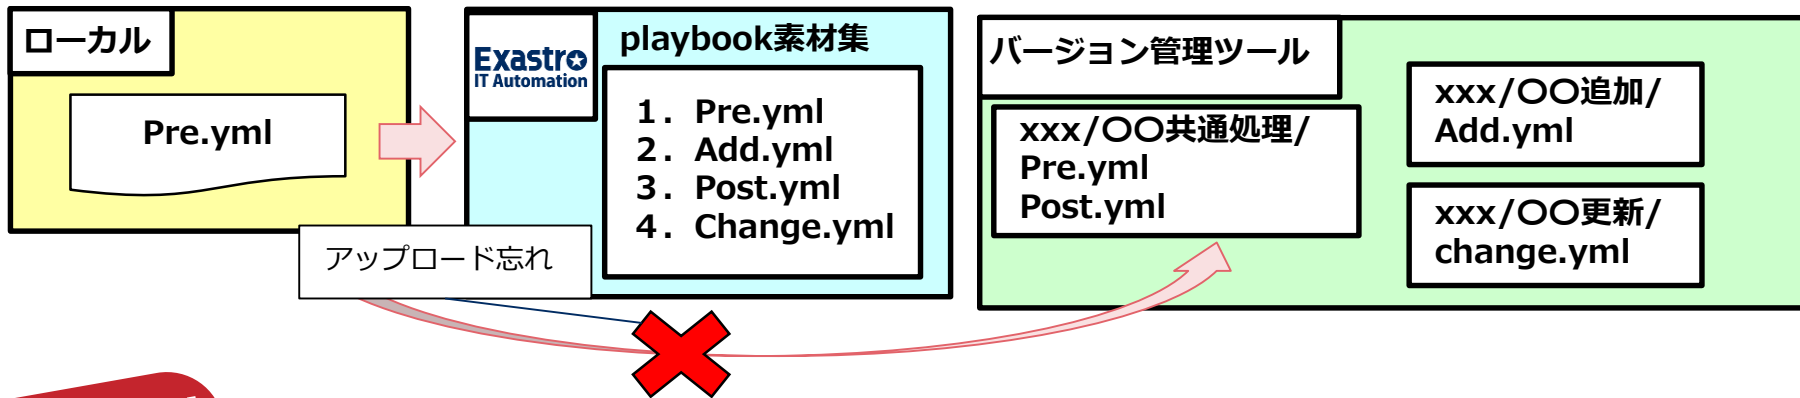 ローカル
Pre.yml
アップロード忘れ
Exastro
IT Automation
playbook素材集
1. Pre.yml
2. Add.yml
3. Post.yml
4. Change.yml
バージョン管理ツール
xxx/〇〇共通処理/
Pre.yml
Post.yml
xxx/〇〇追加/
Add.yml
xxx/〇〇更新/
change.yml